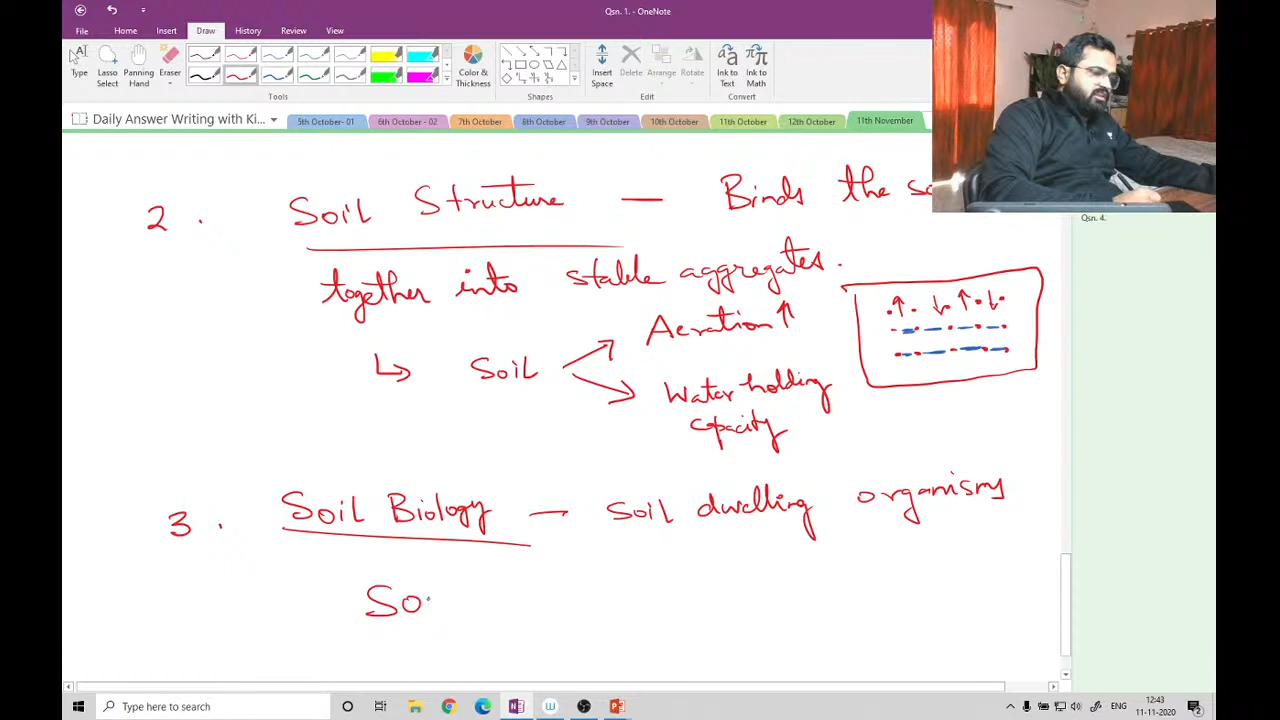 Qsn. 1. - OneNote
File Home Insert Draw History Review View
Type Lasso Select Panning Hand Eraser Color & Thickness Insert Space Delete Arrange Rotate Ink to Text Ink to Math
Tools Shapes Edit Convert
Daily Answer Writing with Ki... 5th October- 01 6th October - 02 7th October 8th October 9th October 10th October 11th October 12th October 11th November
Qsn. 4.
2. Soil Structure — Binds the so
together into stable aggregates.
Aeration ↑
↳ Soil
Water holding
capacity
3. Soil Biology — Soil dwelling organisms
So
Type here to search
ENG 12:43
11-11-2020 2